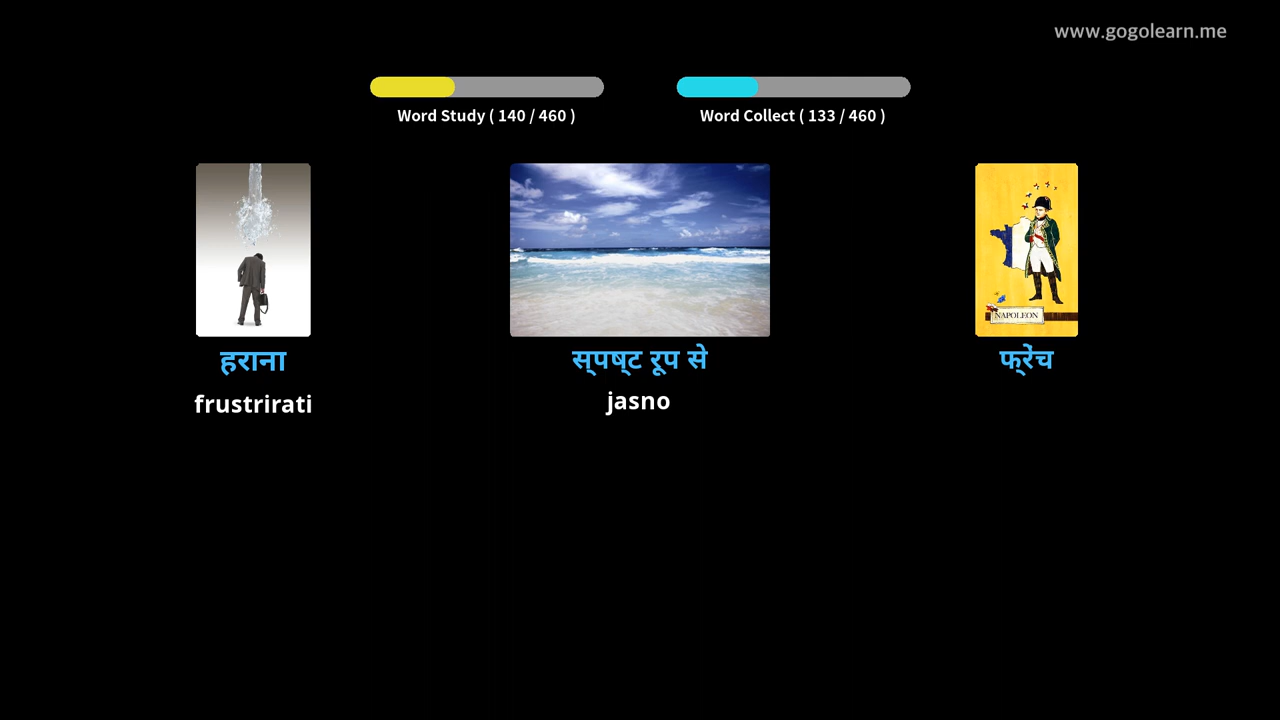 www.gogolearn.me
Word Study ( 140 / 460 )
Word Collect ( 133 / 460 )
NAPOLEON
हराना
स्पष्ट रूप से
फ्रेंच
frustrirati
jasno